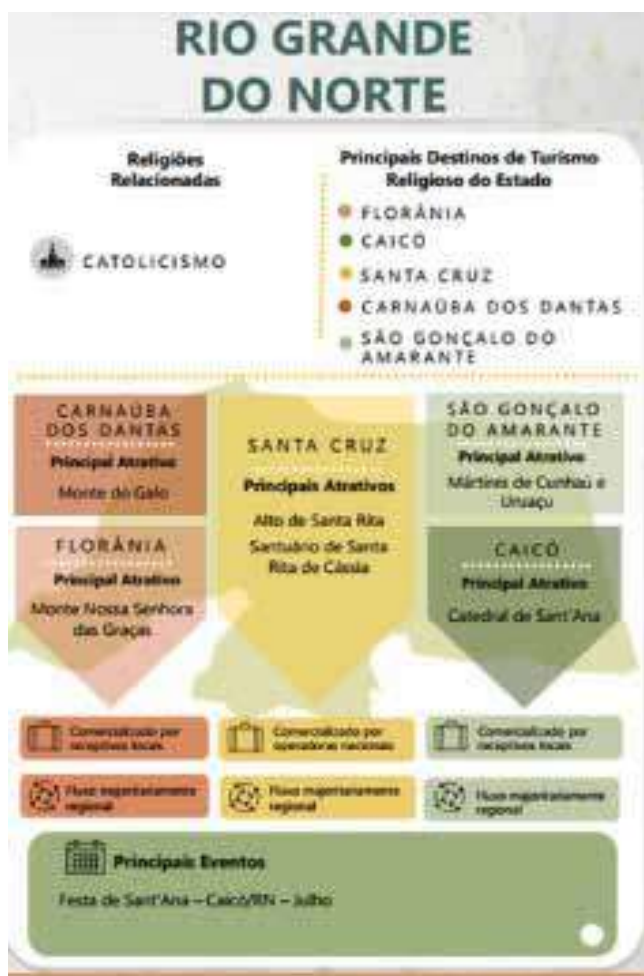 RIO GRANDE
DO NORTE
Religiões
Relacionadas
CATOLICISMO
Principais Destinos de Turismo
Religioso do Estado
FLORÂNIA
CAICÓ
SANTA CRUZ
CARNAÚBA DOS DANTAS
SÃO GONÇALO DO
AMARANTE
CARNAÚBA
DOS DANTAS
Principal Atrativo
Monte do Galo
FLORÂNIA
Principal Atrativo
Monte Nossa Senhora
das Graças
SANTA CRUZ
Principais Atrativos
Alto de Santa Rita
Santuário de Santa
Rita de Cássia
SÃO GONÇALO
DO AMARANTE
Principal Atrativo
Mártires de Cunhaú e
Uruaçu
CAICÓ
Principal Atrativo
Catedral de Sant'Ana
Comercializado por
receptivos locais
Comercializado por
operadoras nacionais
Comercializado por
receptivos locais
Fluxo majoritariamente
regional
Fluxo majoritariamente
regional
Fluxo majoritariamente
regional
Principais Eventos
Festa de Sant'Ana – Caicó/RN – Julho